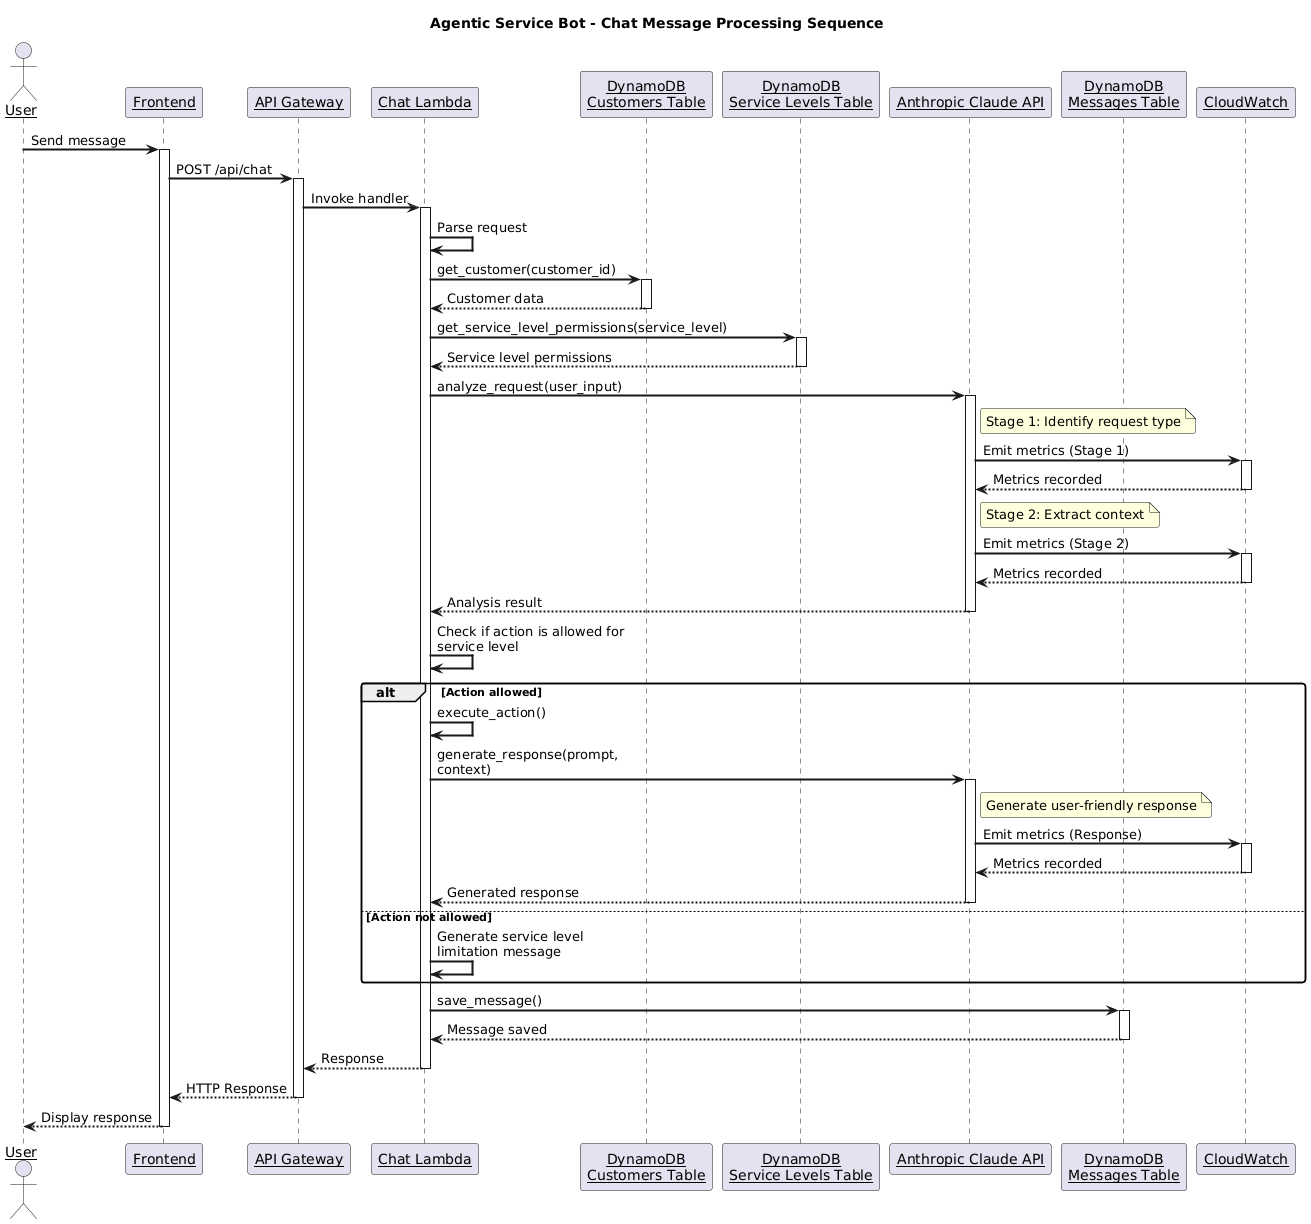 Agentic Service Bot - Chat Message Processing Sequence
User
Frontend
API Gateway
Chat Lambda
DynamoDB
Customers Table
DynamoDB
Service Levels Table
Anthropic Claude API
DynamoDB
Messages Table
CloudWatch
Send message
POST /api/chat
Invoke handler
Parse request
get_customer(customer_id)
Customer data
get_service_level_permissions(service_level)
Service level permissions
analyze_request(user_input)
Stage 1: Identify request type
Emit metrics (Stage 1)
Metrics recorded
Stage 2: Extract context
Emit metrics (Stage 2)
Metrics recorded
Analysis result
Check if action is allowed for
service level
alt [Action allowed]
execute_action()
generate_response(prompt,
context)
Generate user-friendly response
Emit metrics (Response)
Metrics recorded
Generated response
[Action not allowed]
Generate service level
limitation message
save_message()
Message saved
Response
HTTP Response
Display response
User
Frontend
API Gateway
Chat Lambda
DynamoDB
Customers Table
DynamoDB
Service Levels Table
Anthropic Claude API
DynamoDB
Messages Table
CloudWatch